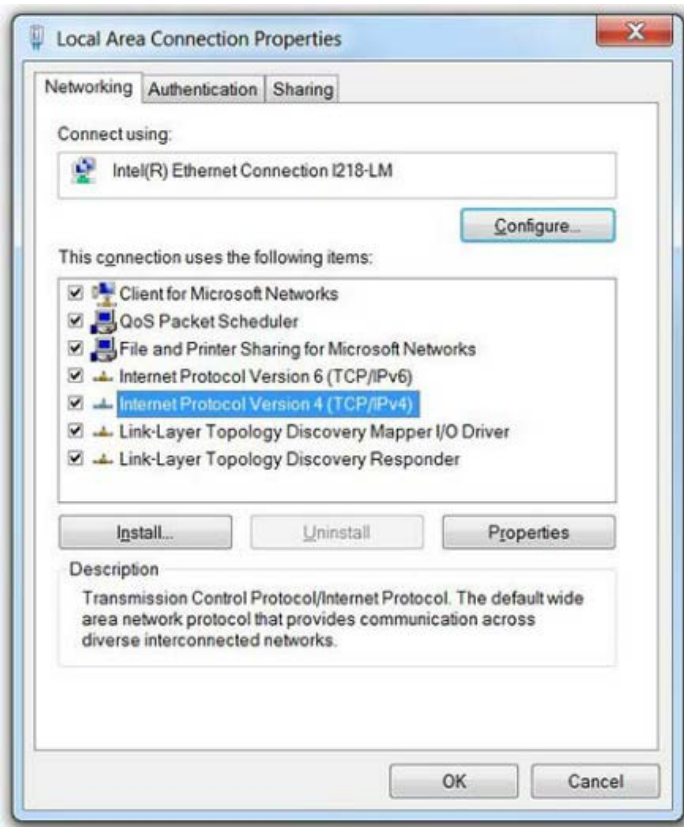 Local Area Connection Properties
Networking Authentication Sharing
Connect using:
Intel(R) Ethernet Connection I218-LM
Configure...
This connection uses the following items:
Client for Microsoft Networks
QoS Packet Scheduler
File and Printer Sharing for Microsoft Networks
Internet Protocol Version 6 (TCP/IPv6)
Internet Protocol Version 4 (TCP/IPv4)
Link-Layer Topology Discovery Mapper I/O Driver
Link-Layer Topology Discovery Responder
Install... Uninstall Properties
Description
Transmission Control Protocol/Internet Protocol. The default wide
area network protocol that provides communication across
diverse interconnected networks.
OK Cancel